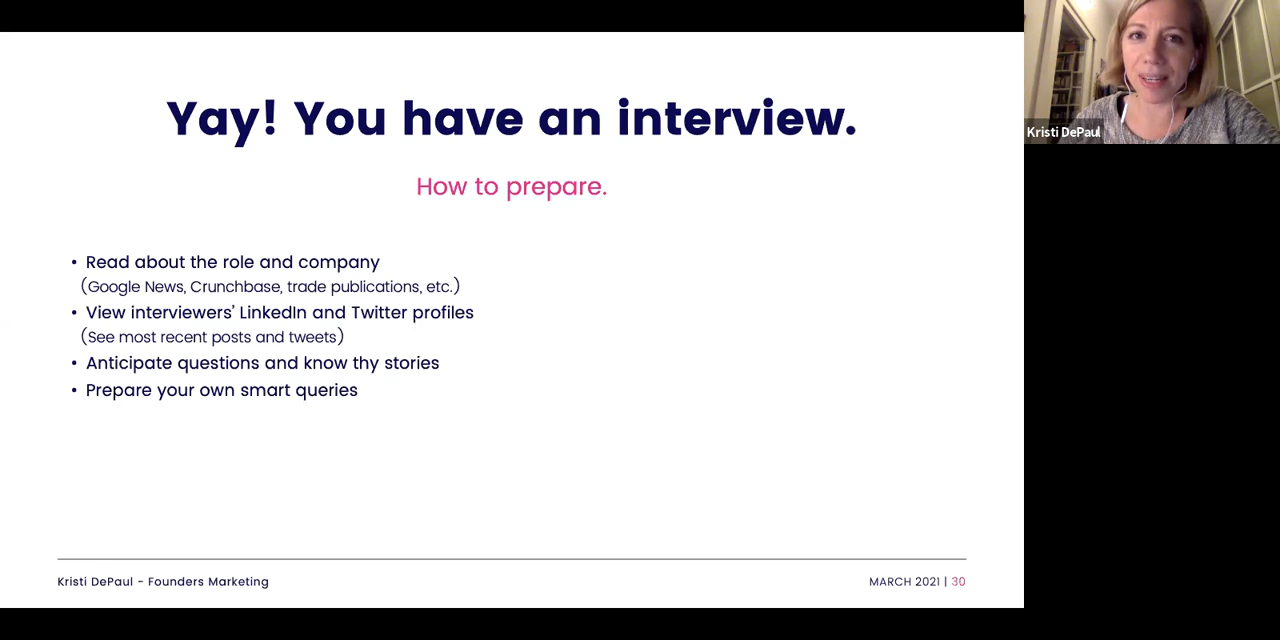 Yay! You have an interview.
How to prepare.
• Read about the role and company
(Google News, Crunchbase, trade publications, etc.)
• View interviewers’ LinkedIn and Twitter profiles
(See most recent posts and tweets)
• Anticipate questions and know thy stories
• Prepare your own smart queries
Kristi DePaul - Founders Marketing
MARCH 2021 | 30
Kristi DePaul